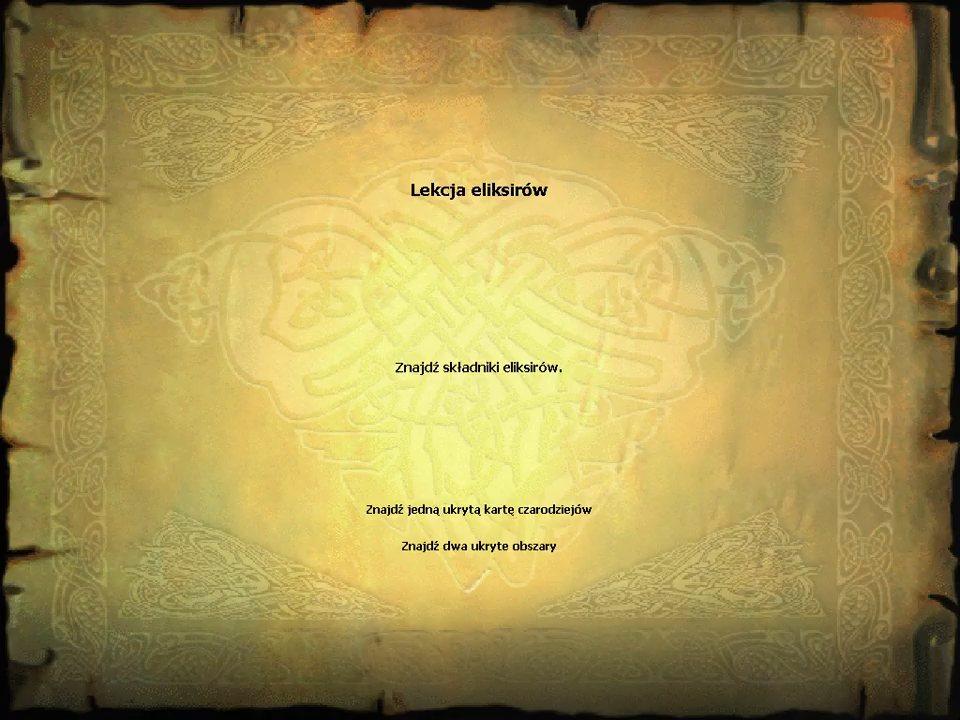 Lekcja eliksirów
Znajdź składniki eliksirów.
Znajdź jedną ukrytą kartę czarodziejów
Znajdź dwa ukryte obszary